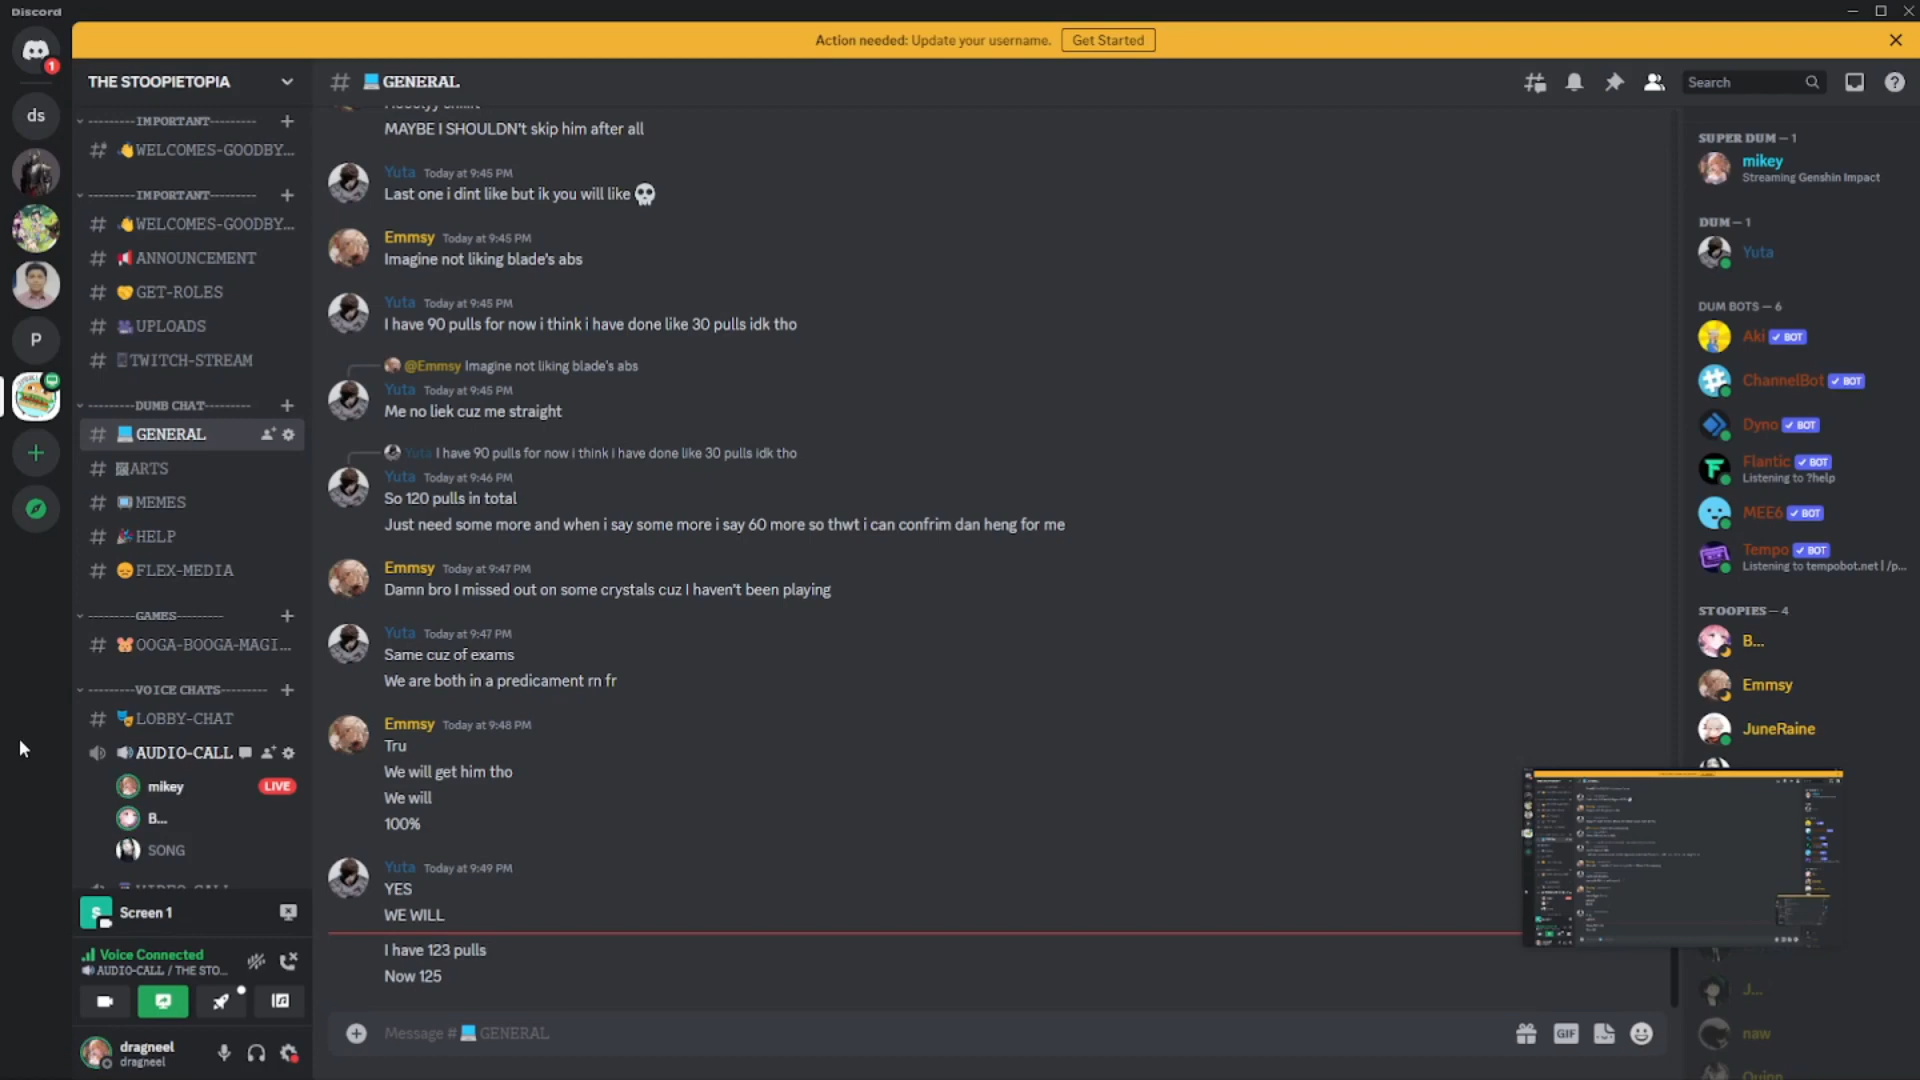 Discord
Action needed: Update your username.
Get Started
1
ds
P
THE STOOPIETOPIA
---------IMPORTANT---------
WELCOMES-GOODBY...
---------IMPORTANT---------
WELCOMES-GOODBY...
ANNOUNCEMENT
GET-ROLES
UPLOADS
TWITCH-STREAM
---------DUMB CHAT---------
GENERAL
ARTS
MEMES
HELP
FLEX-MEDIA
---------GAMES---------
OOGA-BOOGA-MAGI...
---------VOICE CHATS---------
LOBBY-CHAT
AUDIO-CALL
mikey
LIVE
B...
SONG
Screen 1
Voice Connected
AUDIO-CALL / THE STO...
dragneel
dragneel
# GENERAL
Search
MAYBE I SHOULDN't skip him after all
Yuta Today at 9:45 PM
Last one i dint like but ik you will like 💀
Emmsy Today at 9:45 PM
Imagine not liking blade's abs
Yuta Today at 9:45 PM
I have 90 pulls for now i think i have done like 30 pulls idk tho
@Emmsy Imagine not liking blade's abs
Yuta Today at 9:45 PM
Me no liek cuz me straight
Yuta I have 90 pulls for now i think i have done like 30 pulls idk tho
Yuta Today at 9:46 PM
So 120 pulls in total
Just need some more and when i say some more i say 60 more so thwt i can confrim dan heng for me
Emmsy Today at 9:47 PM
Damn bro I missed out on some crystals cuz I haven't been playing
Yuta Today at 9:47 PM
Same cuz of exams
We are both in a predicament rn fr
Emmsy Today at 9:48 PM
Tru
We will get him tho
We will
100%
Yuta Today at 9:49 PM
YES
WE WILL
I have 123 pulls
Now 125
Message # GENERAL
GIF
SUPER DUM — 1
mikey
Streaming Genshin Impact
DUM — 1
Yuta
DUM BOTS — 6
Aki BOT
ChannelBot BOT
Dyno BOT
Flantic BOT
Listening to ?help
MEE6 BOT
Tempo BOT
Listening to tempobot.net | /p...
STOOPIES — 4
B...
Emmsy
JuneRaine
J...
naw
Quinn